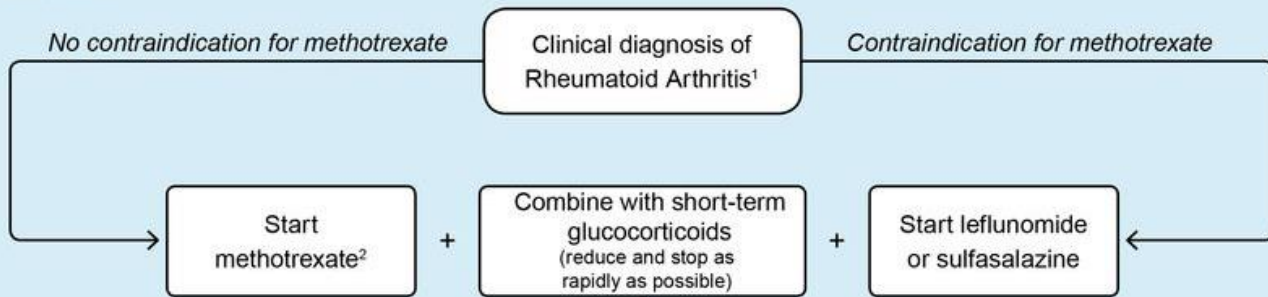 No contraindication for methotrexate
Clinical diagnosis of
Rheumatoid Arthritis¹
Contraindication for methotrexate
Start
methotrexate²
+
Combine with short-term
glucocorticoids
(reduce and stop as
rapidly as possible)
+
Start leflunomide
or sulfasalazine